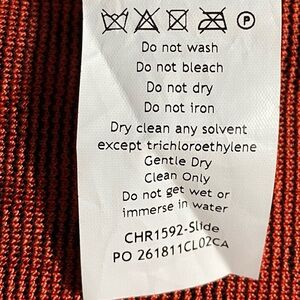 P
Do not wash
Do not bleach
Do not dry
Do not iron
Dry clean any solvent
except trichloroethylene
Gentle Dry
Clean Only
Do not get wet or
immerse in water
CHR1592-Slide
PO 261811CL02CA